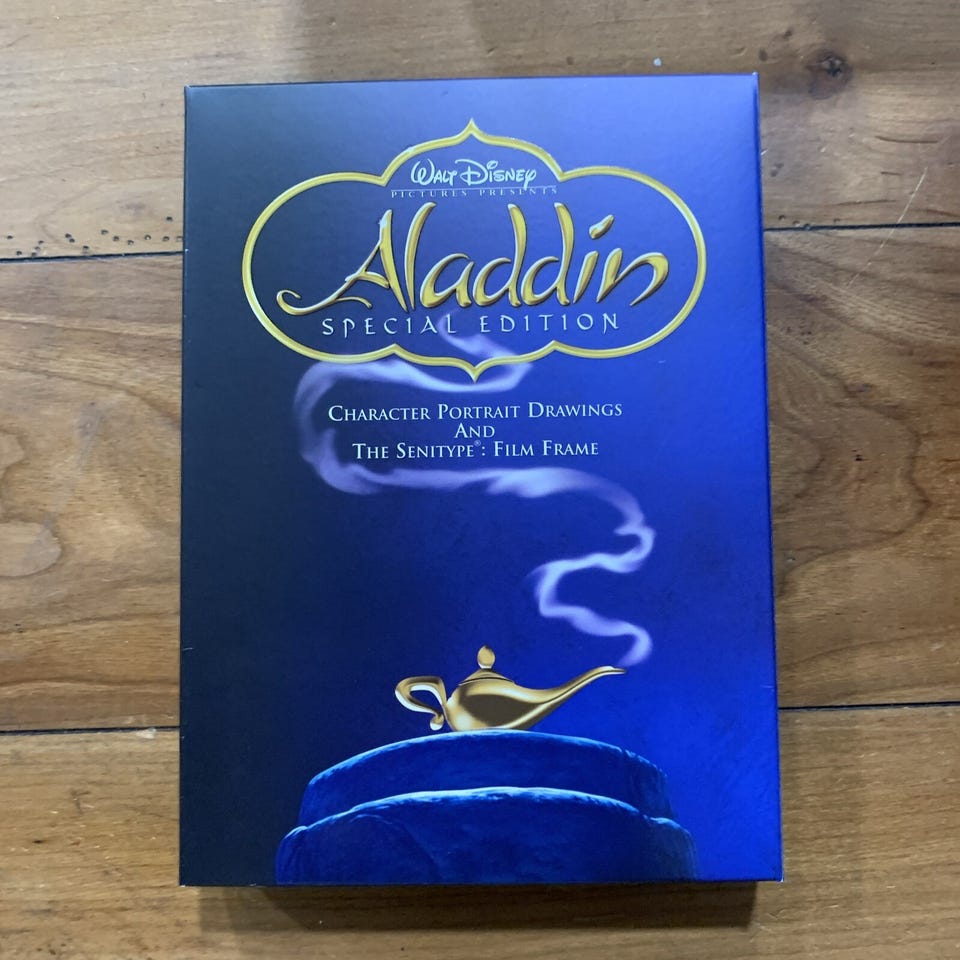 Walt Disney
PICTURES PRESENTS
Aladdin
SPECIAL EDITION
CHARACTER PORTRAIT DRAWINGS
AND
THE SENITYPE®: FILM FRAME